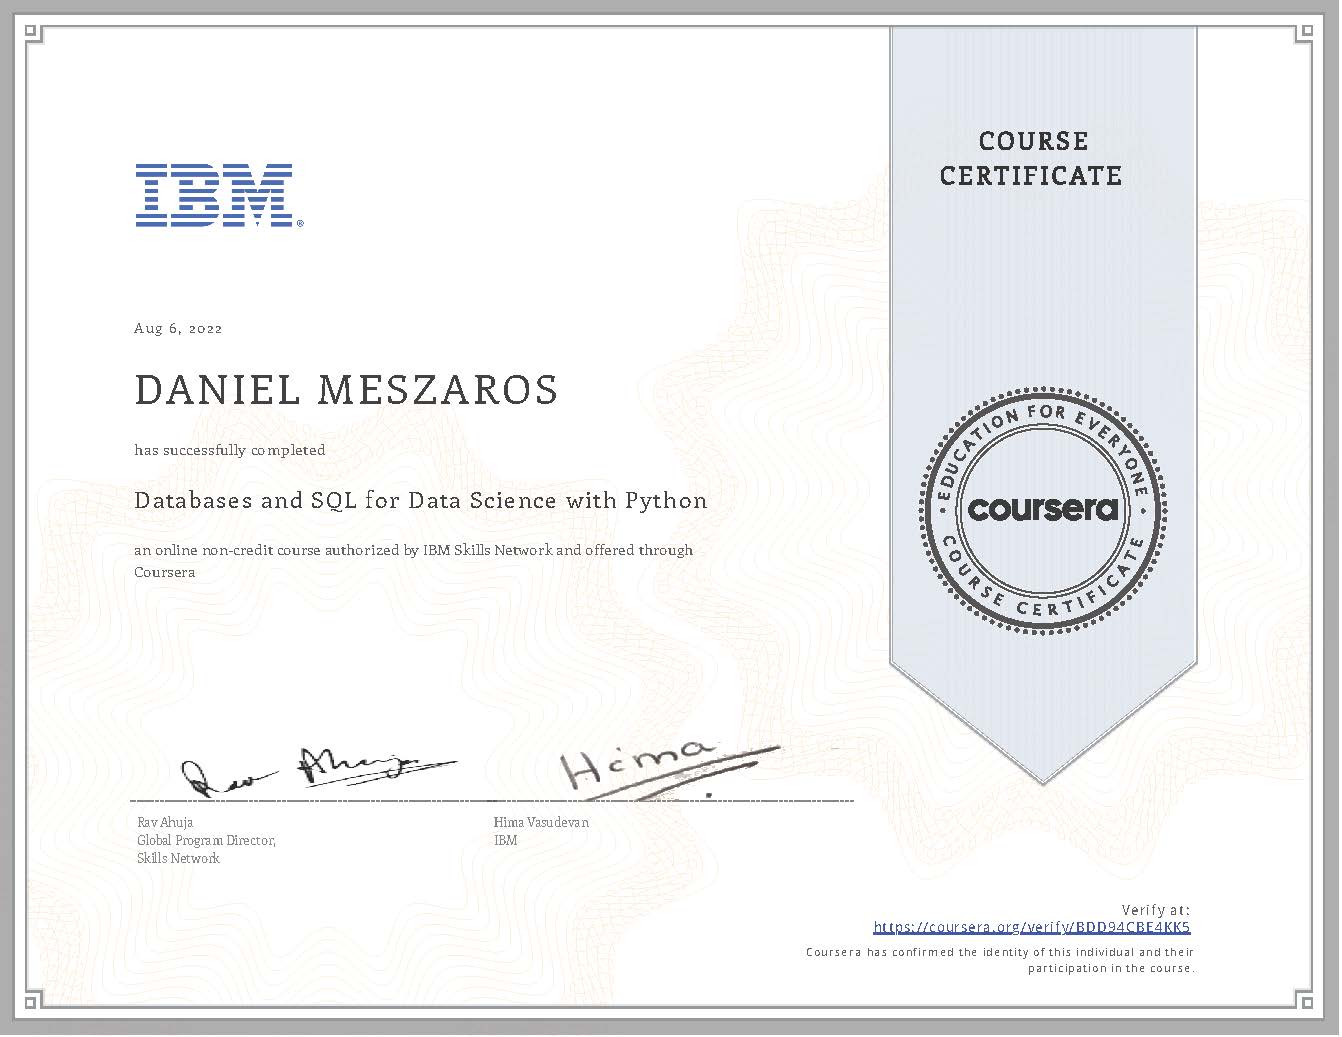 IBM®
COURSE
CERTIFICATE
Aug 6, 2022
DANIEL MESZAROS
has successfully completed
Databases and SQL for Data Science with Python
an online non-credit course authorized by IBM Skills Network and offered through
Coursera
EDUCATION FOR EVERYONE
coursera
COURSE CERTIFICATE
Rav Ahuja
Hima
Rav Ahuja
Global Program Director,
Skills Network
Hima Vasudevan
IBM
Verify at:
https://coursera.org/verify/BDD94CBE4KK5
Coursera has confirmed the identity of this individual and their
participation in the course.